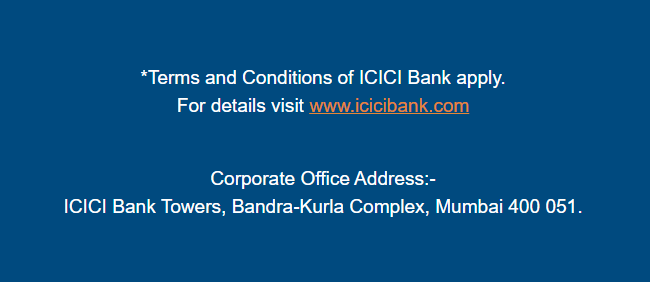 *Terms and Conditions of ICICI Bank apply.
For details visit www.icicibank.com
Corporate Office Address:-
ICICI Bank Towers, Bandra-Kurla Complex, Mumbai 400 051.